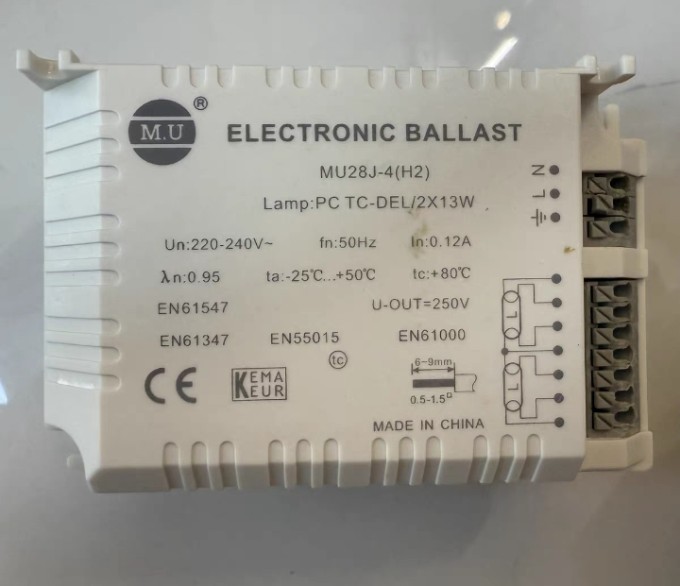 M.U ®
ELECTRONIC BALLAST
MU28J-4(H2)
Lamp:PC TC-DEL/2X13W
N
L
Un:220-240V~ fn:50Hz In:0.12A
λn:0.95 ta:-25℃...+50℃ tc:+80℃
EN61547 U-OUT=250V
EN61347 EN55015 EN61000
L
L
tc
6-9mm
0.5-1.5□
CE
KEMA
EUR
MADE IN CHINA